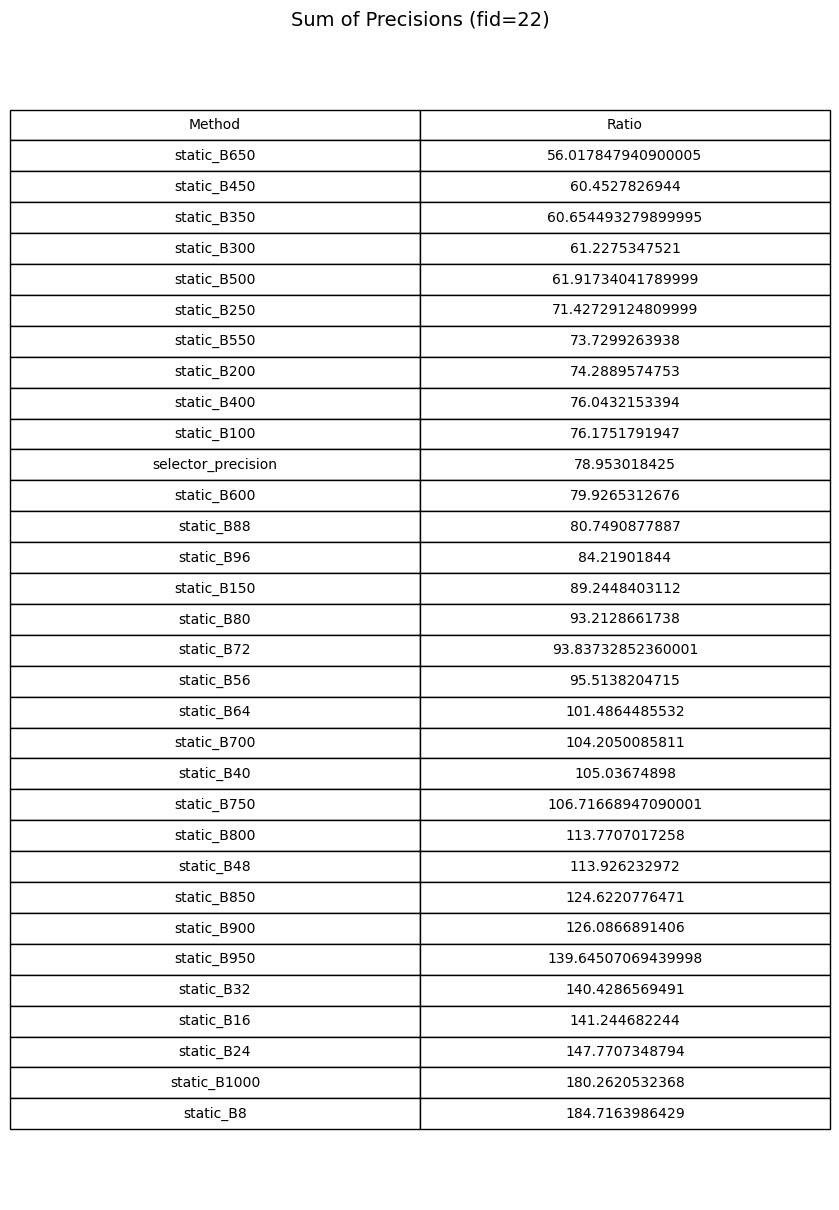 Sum of Precisions (fid=22)
Method Ratio
static_B650 56.017847940900005
static_B450 60.4527826944
static_B350 60.654493279899995
static_B300 61.2275347521
static_B500 61.91734041789999
static_B250 71.42729124809999
static_B550 73.7299263938
static_B200 74.2889574753
static_B400 76.0432153394
static_B100 76.1751791947
selector_precision 78.953018425
static_B600 79.9265312676
static_B88 80.7490877887
static_B96 84.21901844
static_B150 89.2448403112
static_B80 93.2128661738
static_B72 93.83732852360001
static_B56 95.5138204715
static_B64 101.4864485532
static_B700 104.2050085811
static_B40 105.03674898
static_B750 106.71668947090001
static_B800 113.7707017258
static_B48 113.926232972
static_B850 124.6220776471
static_B900 126.0866891406
static_B950 139.64507069439998
static_B32 140.4286569491
static_B16 141.244682244
static_B24 147.7707348794
static_B1000 180.2620532368
static_B8 184.7163986429